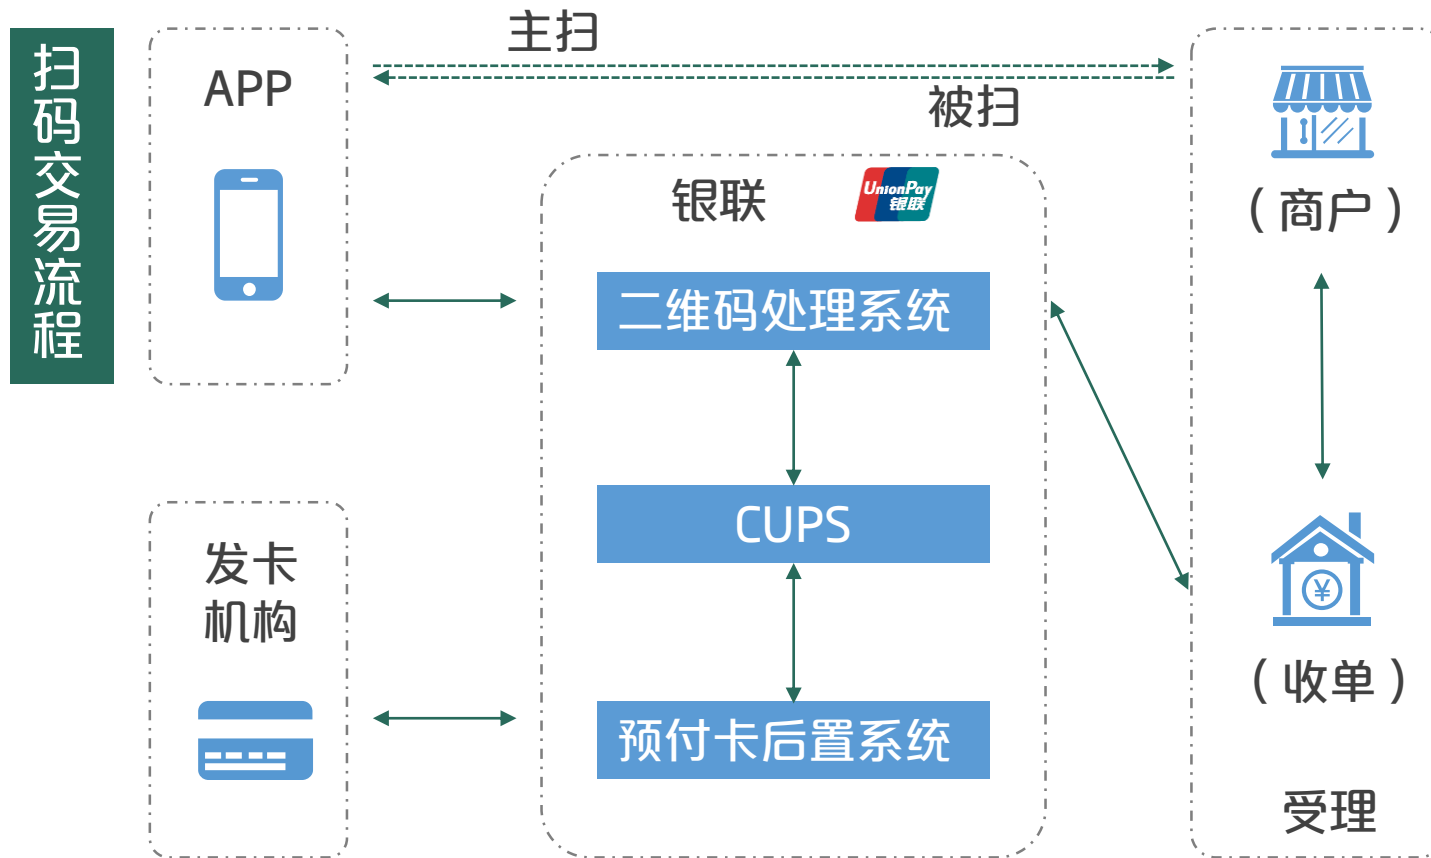 扫码交易流程
APP
主扫
被扫
银联
UnionPay
银联
二维码处理系统
CUPS
预付卡后置系统
发卡
机构
（商户）
¥
（收单）
受理